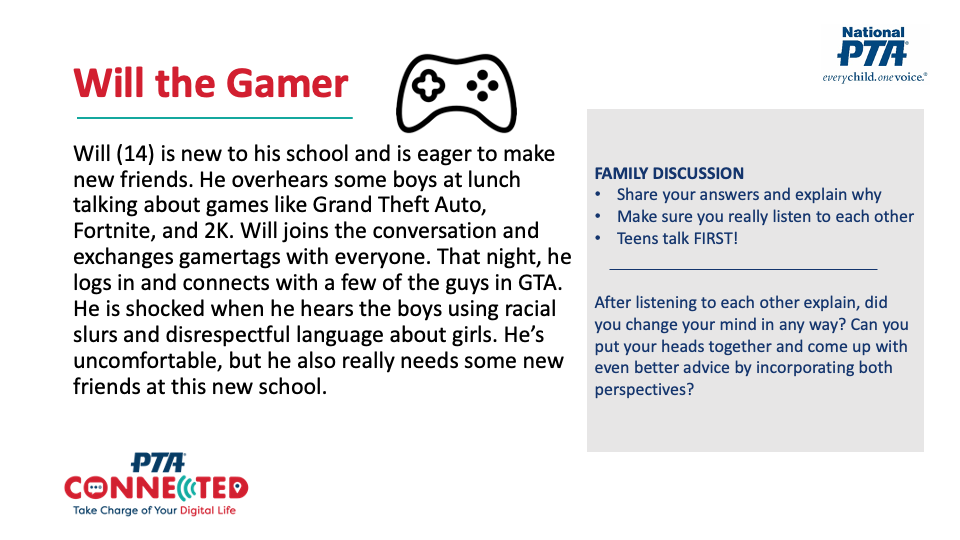 National
PTA®
everychild.onevoice.®
Will the Gamer
Will (14) is new to his school and is eager to make
new friends. He overhears some boys at lunch
talking about games like Grand Theft Auto,
Fortnite, and 2K. Will joins the conversation and
exchanges gamertags with everyone. That night, he
logs in and connects with a few of the guys in GTA.
He is shocked when he hears the boys using racial
slurs and disrespectful language about girls. He’s
uncomfortable, but he also really needs some new
friends at this new school.
FAMILY DISCUSSION
• Share your answers and explain why
• Make sure you really listen to each other
• Teens talk FIRST!
After listening to each other explain, did
you change your mind in any way? Can you
put your heads together and come up with
even better advice by incorporating both
perspectives?
PTA®
CONNECTED
Take Charge of Your Digital Life